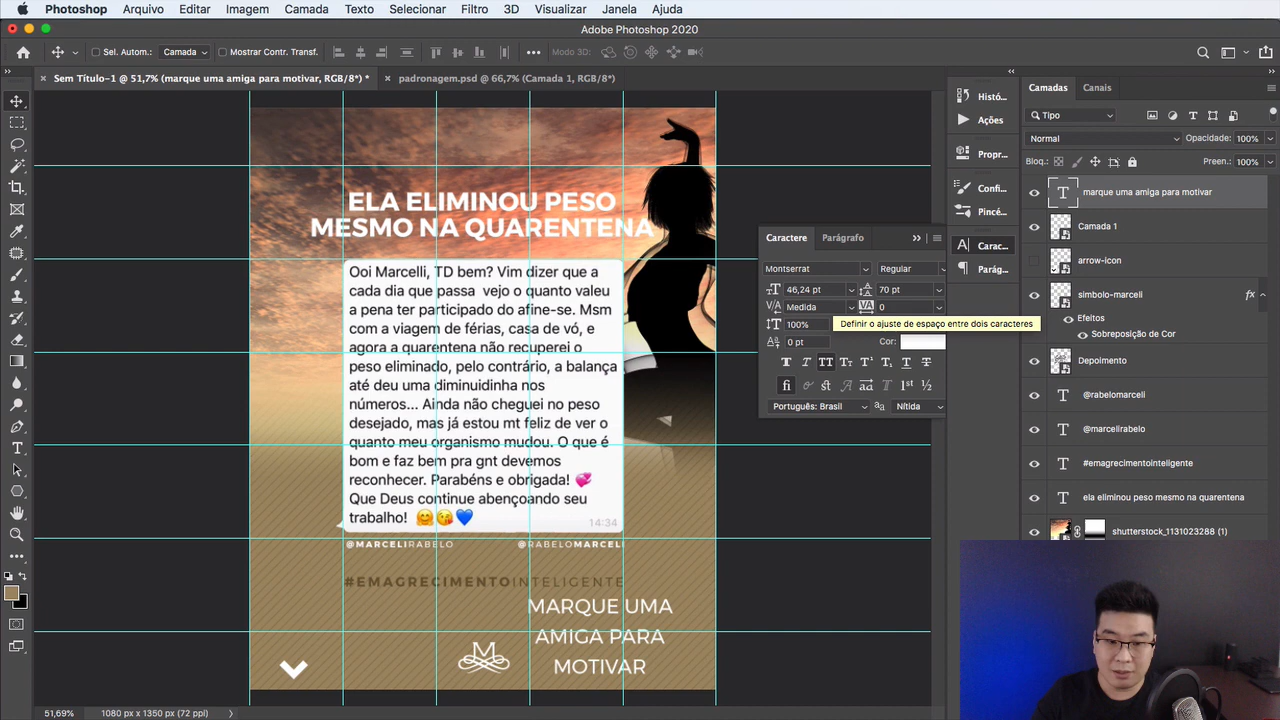 Photoshop Arquivo Editar Imagem Camada Texto Selecionar Filtro 3D Visualizar Janela Ajuda
Adobe Photoshop 2020
Sel. Autom.: Camada Mostrar Contr. Transf. Modo 3D:
Sem Título-1 @ 51,7% (marque uma amiga para motivar, RGB/8*) *
padronagem.psd @ 66,7% (Camada 1, RGB/8*)
ELA ELIMINOU PESO
MESMO NA QUARENTENA
Ooi Marcelli, TD bem? Vim dizer que a
cada dia que passa vejo o quanto valeu
a pena ter participado do afine-se. Msm
com a viagem de férias, casa de vó, e
agora a quarentena não recuperei o
peso eliminado, pelo contrário, a balança
até deu uma diminuidinha nos
números... Ainda não cheguei no peso
desejado, mas já estou mt feliz de ver o
quanto meu organismo mudou. O que é
bom e faz bem pra gnt devemos
reconhecer. Parabéns e obrigada! 💞
Que Deus continue abençoando seu
trabalho! 🤗😘💙
14:34
@MARCELIRABELO @RABELOMARCELI
#EMAGRECIMENTOINTELIGENTE
MARQUE UMA
AMIGA PARA
MOTIVAR
M
51,69% 1080 px x 1350 px (72 ppi)
Caractere Parágrafo
Montserrat Regular
46,24 pt 70 pt
Medida 0
100%
Definir o ajuste de espaço entre dois caracteres
0 pt Cor:
Português: Brasil Nítida
Histó...
Ações
Propr...
Confi...
Pincé...
Carac...
Parág...
Camadas Canais
Tipo
Normal Opacidade: 100%
Bloq.: Preen.: 100%
marque uma amiga para motivar
Camada 1
arrow-icon
simbolo-marceli fx
Efeitos
Sobreposição de Cor
Depoimento
@rabelomarceli
@marcelirabelo
#emagrecimentointeligente
ela eliminou peso mesmo na quarentena
shutterstock_1131023288 (1)